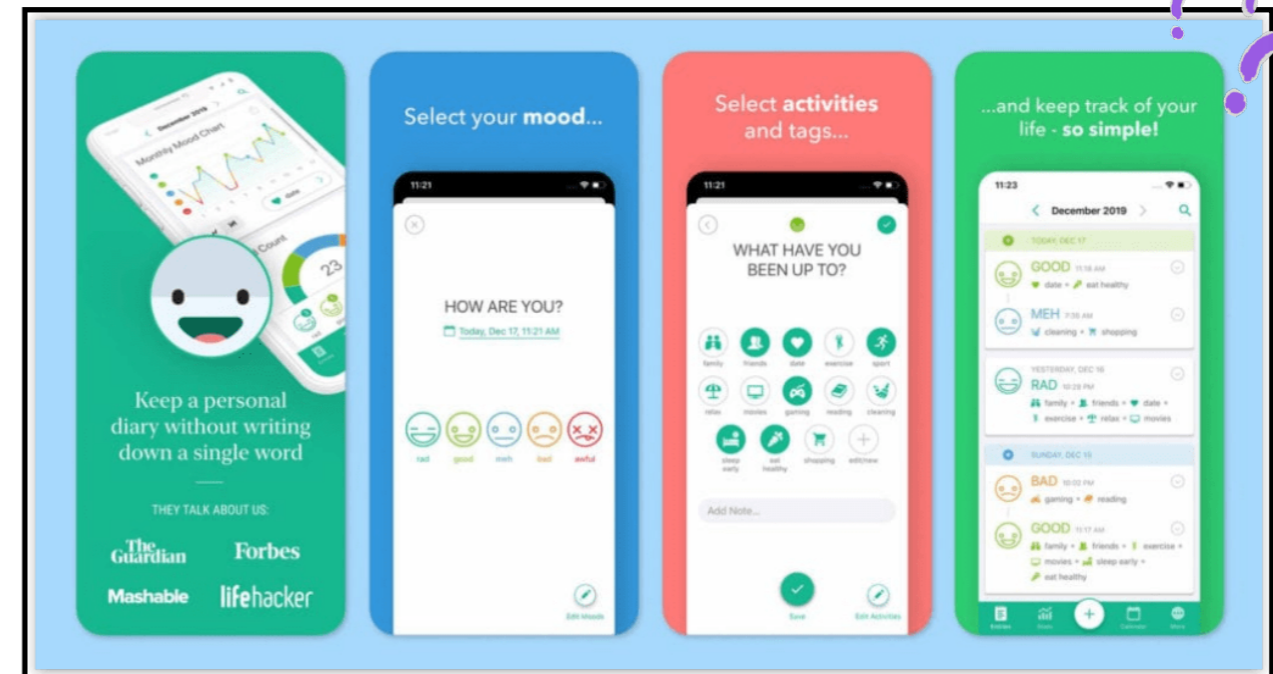 December 2019
Monthly Mood Chart
date
Count
23
rad
Keep a personal
diary without writing
down a single word
THEY TALK ABOUT US:
The Guardian
Forbes
Mashable
lifehacker
Select your mood...
11:21
HOW ARE YOU?
Today, Dec 17, 11:21 AM
rad good meh bad awful
Edit Moods
Select activities
and tags...
11:21
WHAT HAVE YOU
BEEN UP TO?
family friends date exercise sport
relax movies gaming reading cleaning
sleep early eat healthy shopping edit/new
Add Note...
Save
Edit Activities
...and keep track of your
life - so simple!
11:23
December 2019
TODAY, DEC 17
GOOD 11:18 AM
date • eat healthy
MEH
cleaning • shopping
YESTERDAY, DEC 16
RAD 10:29 PM
family • friends • date •
exercise • relax • movies
SUNDAY, DEC 15
BAD 10:02 PM
gaming • reading
GOOD 11:17 AM
family • friends • exercise •
movies • sleep early •
eat healthy
Entries Stats Calendar More